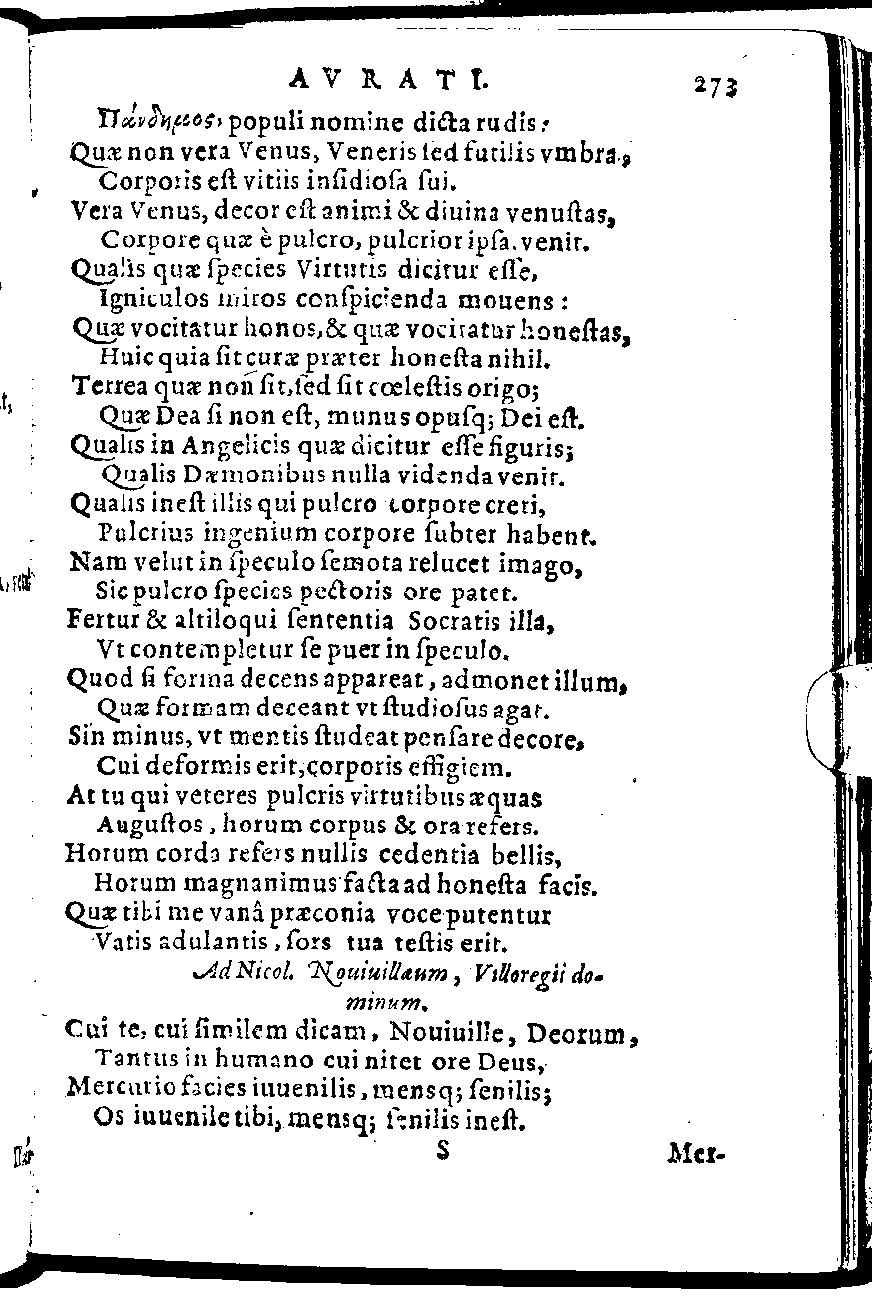 AVRATI. 273
Πάνδημος, populi nomine dicta rudis:
Quæ non vera Venus, Veneris sed futilis vmbra,
Corporis est vitiis insidiosa sui.
Vera Venus, decor est animi & diuina venustas,
Corpore quæ è pulcro, pulcrior ipsa. venit.
Qualis quæ species Virtutis dicitur esse,
Igniculos miros conspicienda mouens:
Quæ vocitatur honos, & quæ vocitatur honestas,
Huic quia sit curæ præter honesta nihil.
Terrea quæ non sit, sed sit cœlestis origo;
Quæ Dea si non est, munus opusq; Dei est.
Qualis in Angelicis quæ dicitur esse figuris;
Qualis Dæmonibus nulla videnda venit.
Qualis inest illis qui pulcro corpore creti,
Pulcrius ingenium corpore subter habent.
Nam velut in speculo semota relucet imago,
Sic pulcro species pectoris ore patet.
Fertur & altiloqui sententia Socratis illa,
Vt contempletur se puer in speculo.
Quod si forma decens appareat, admonet illum,
Quæ formam deceant vt studiosus agat.
Sin minus, vt mentis studeat pensare decore,
Cui deformis erit, corporis effigiem.
At tu qui veteres pulcris virtutibus æquas
Augustos, horum corpus & ora refers.
Horum corda refers nullis cedentia bellis,
Horum magnanimus facta ad honesta facis.
Quæ tibi me vanâ præconia voce putentur
Vatis adulantis, sors tua testis erit.
Ad Nicol. Nouiuillæum, Villoregii do-
minum.
Cui te, cui similem dicam, Nouiuille, Deorum,
Tantus in humano cui nitet ore Deus,
Mercurio facies iuuenilis, mensq; senilis;
Os iuuenile tibi, mensq; senilis inest.
S Mer-